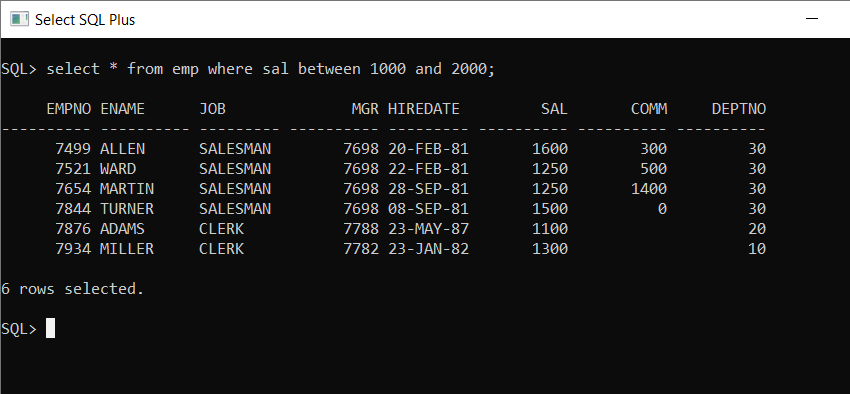 Select SQL Plus
SQL> select * from emp where sal between 1000 and 2000;
     EMPNO ENAME      JOB              MGR HIREDATE         SAL       COMM     DEPTNO
---------- ---------- --------- ---------- --------- ---------- ---------- ----------
      7499 ALLEN      SALESMAN        7698 20-FEB-81       1600        300         30
      7521 WARD       SALESMAN        7698 22-FEB-81       1250        500         30
      7654 MARTIN     SALESMAN        7698 28-SEP-81       1250       1400         30
      7844 TURNER     SALESMAN        7698 08-SEP-81       1500          0         30
      7876 ADAMS      CLERK           7788 23-MAY-87       1100                    20
      7934 MILLER     CLERK           7782 23-JAN-82       1300                    10
6 rows selected.
SQL>